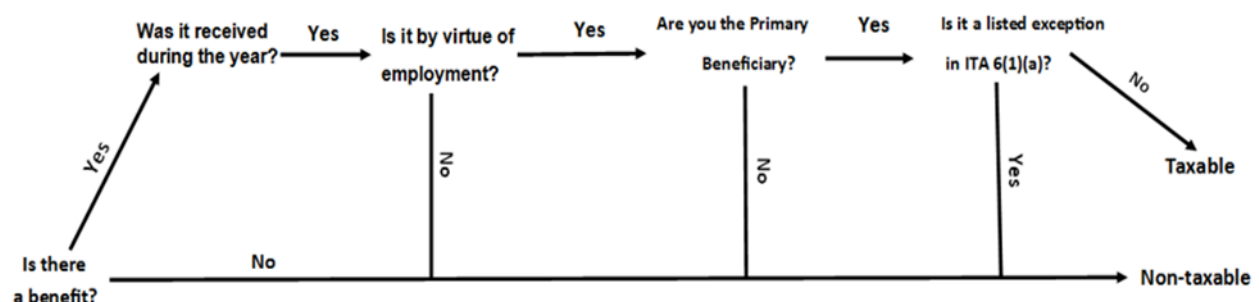 Was it received
during the year?
Yes
Is it by virtue of
employment?
Yes
Are you the Primary
Beneficiary?
Yes
Is it a listed exception
in ITA 6(1)(a)?
No
Yes
No
No
Yes
Taxable
Is there
a benefit?
No
Non-taxable